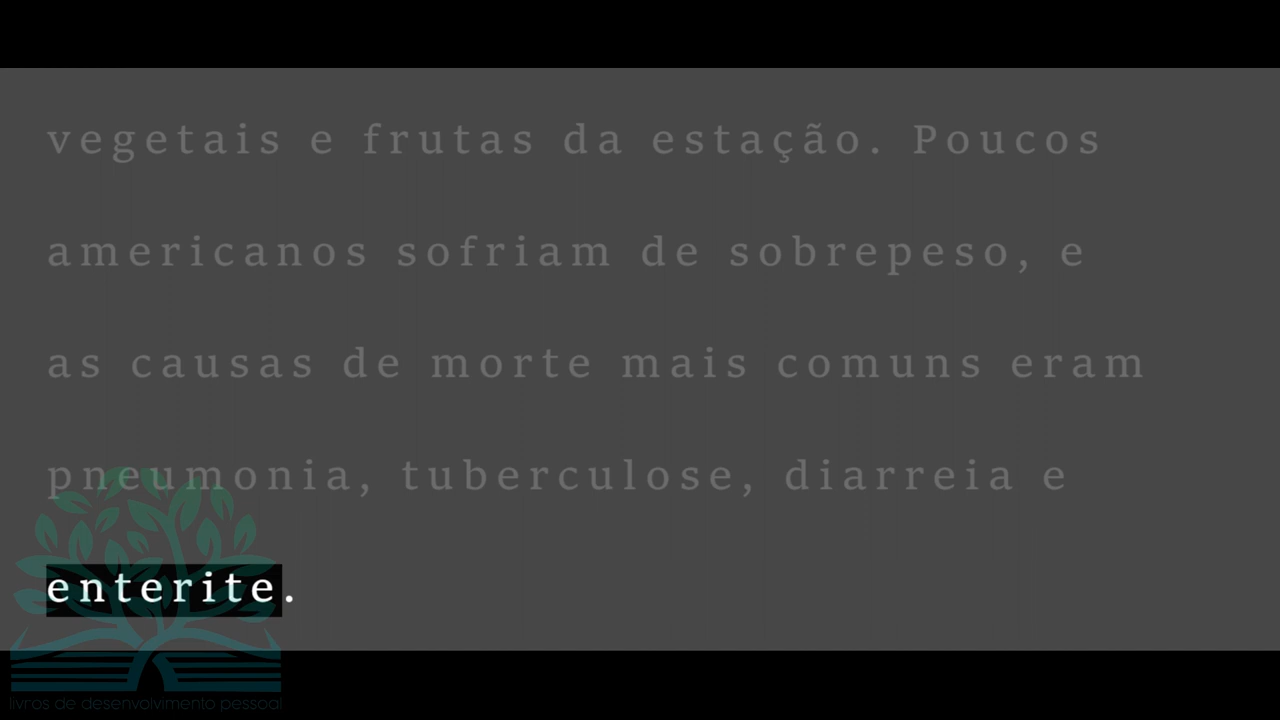 vegetais e frutas da estação. Poucos
americanos sofriam de sobrepeso, e
as causas de morte mais comuns eram
pneumonia, tuberculose, diarreia e
enterite.
livros de desenvolvimento pessoal